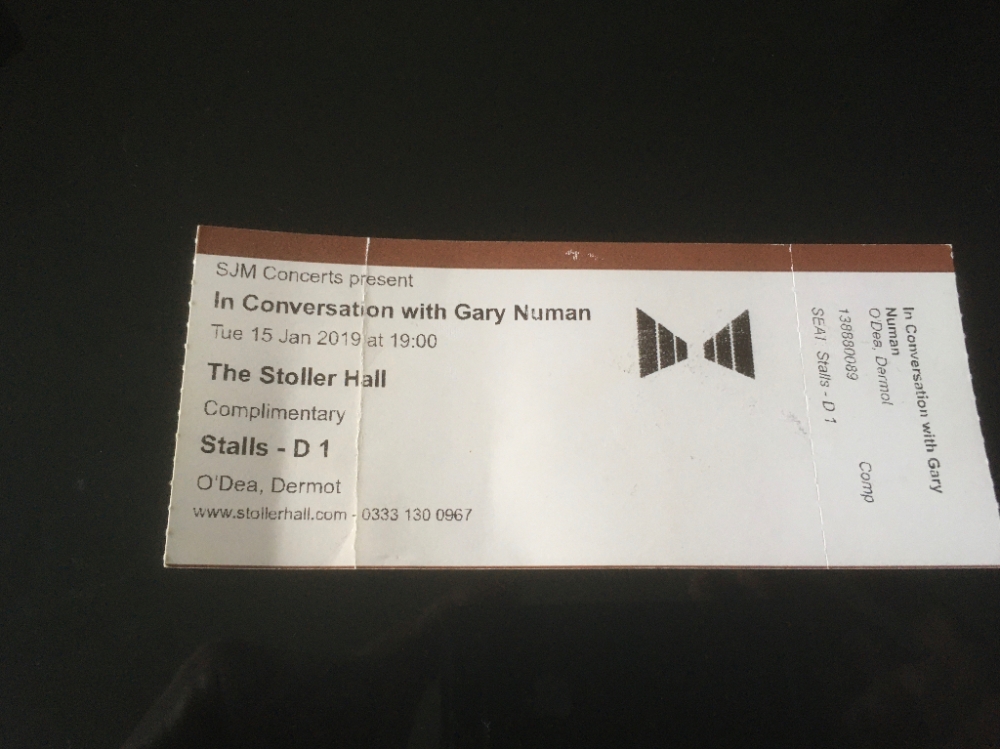 SJM Concerts present
In Conversation with Gary Numan
Tue 15 Jan 2019 at 19:00
The Stoller Hall
Complimentary
Stalls - D 1
O'Dea, Dermot
www.stollerhall.com - 0333 130 0967
In Conversation with Gary
Numan
O'Dea, Dermot
138880089 Comp
SEAT Stalls - D 1